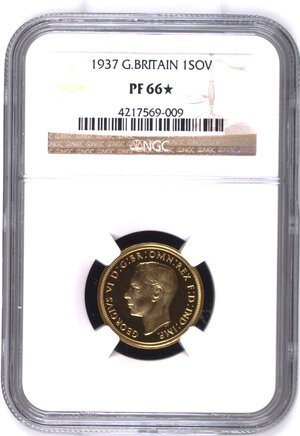 1937 G.BRITAIN 1SOV
PF 66★
4217569-009
NGC
GEORGIVS VI D:G:BR:OMN:REX F:D:IND:IMP.